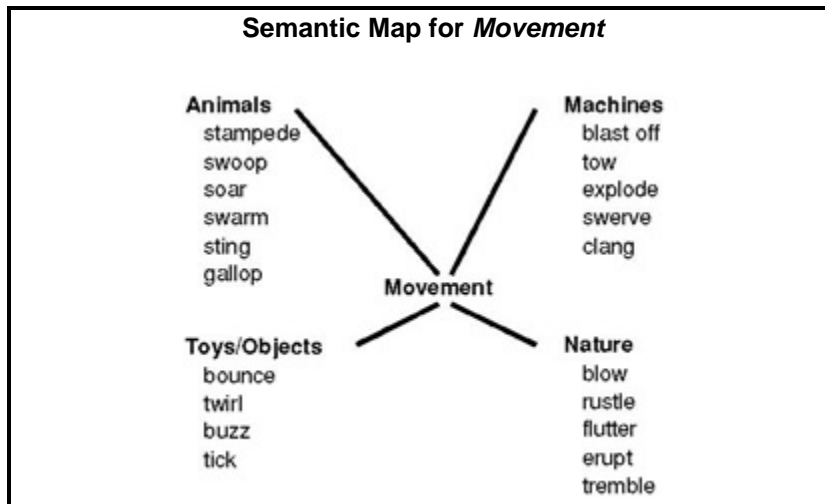 Semantic Map for Movement
Animals
stampede
swoop
soar
swarm
sting
gallop
Machines
blast off
tow
explode
swerve
clang
Movement
Toys/Objects
bounce
twirl
buzz
tick
Nature
blow
rustle
flutter
erupt
tremble